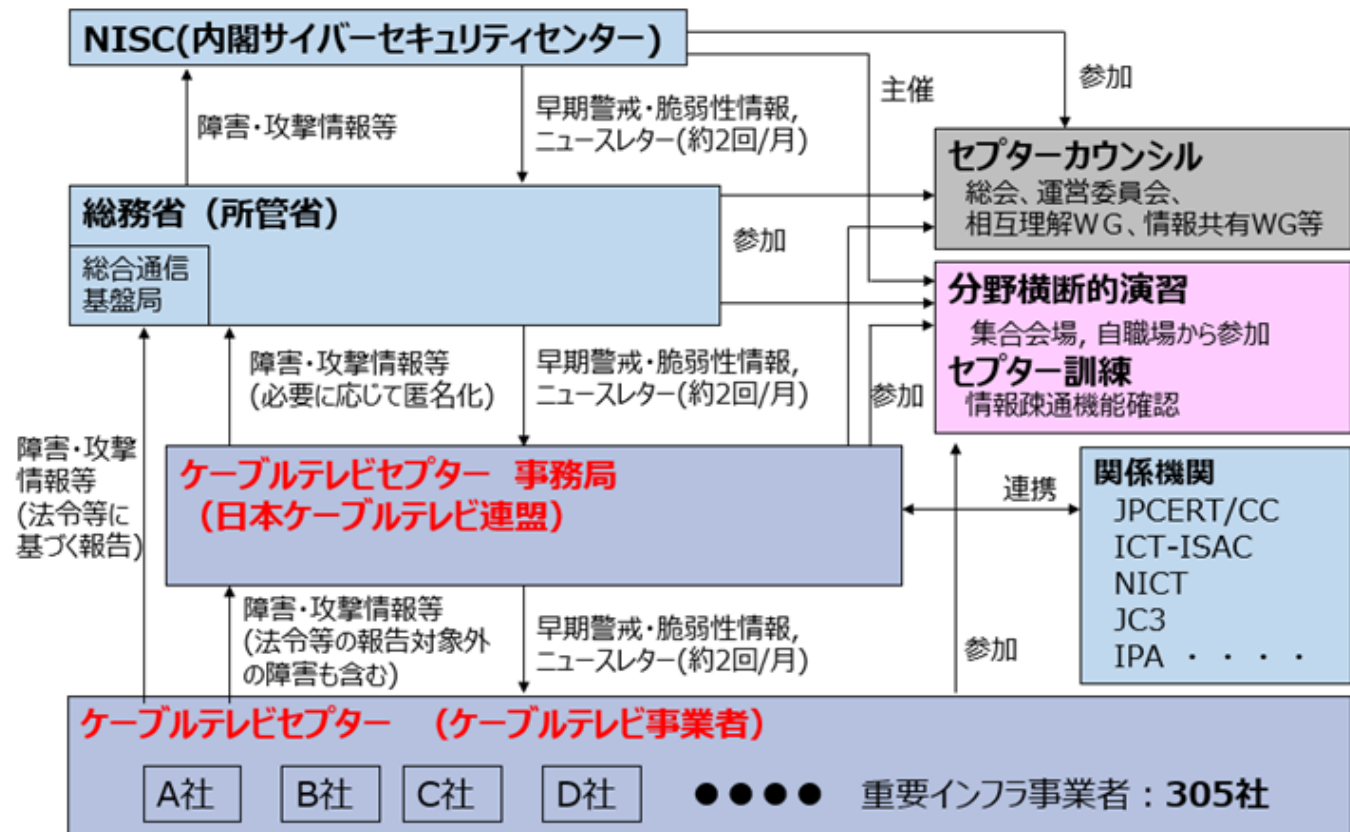 NISC(内閣サイバーセキュリティセンター)
障害・攻撃情報等
早期警戒・脆弱性情報,
ニュースレター(約2回/月)
主催
参加
セプターカウンシル
総会、運営委員会、
相互理解WG、情報共有WG等
総務省（所管省）
総合通信
基盤局
参加
分野横断的演習
集合会場, 自職場から参加
セプター訓練
情報疎通機能確認
障害・攻撃情報等
(必要に応じて匿名化)
早期警戒・脆弱性情報,
ニュースレター(約2回/月)
参加
障害・攻撃
情報等
(法令等に
基づく報告)
ケーブルテレビセプター 事務局
（日本ケーブルテレビ連盟）
連携
関係機関
JPCERT/CC
ICT-ISAC
NICT
JC3
IPA ・・・・
障害・攻撃情報等
(法令等の報告対象外
の障害も含む)
早期警戒・脆弱性情報,
ニュースレター(約2回/月)
参加
ケーブルテレビセプター （ケーブルテレビ事業者）
A社 B社 C社 D社 ●●●● 重要インフラ事業者：305社